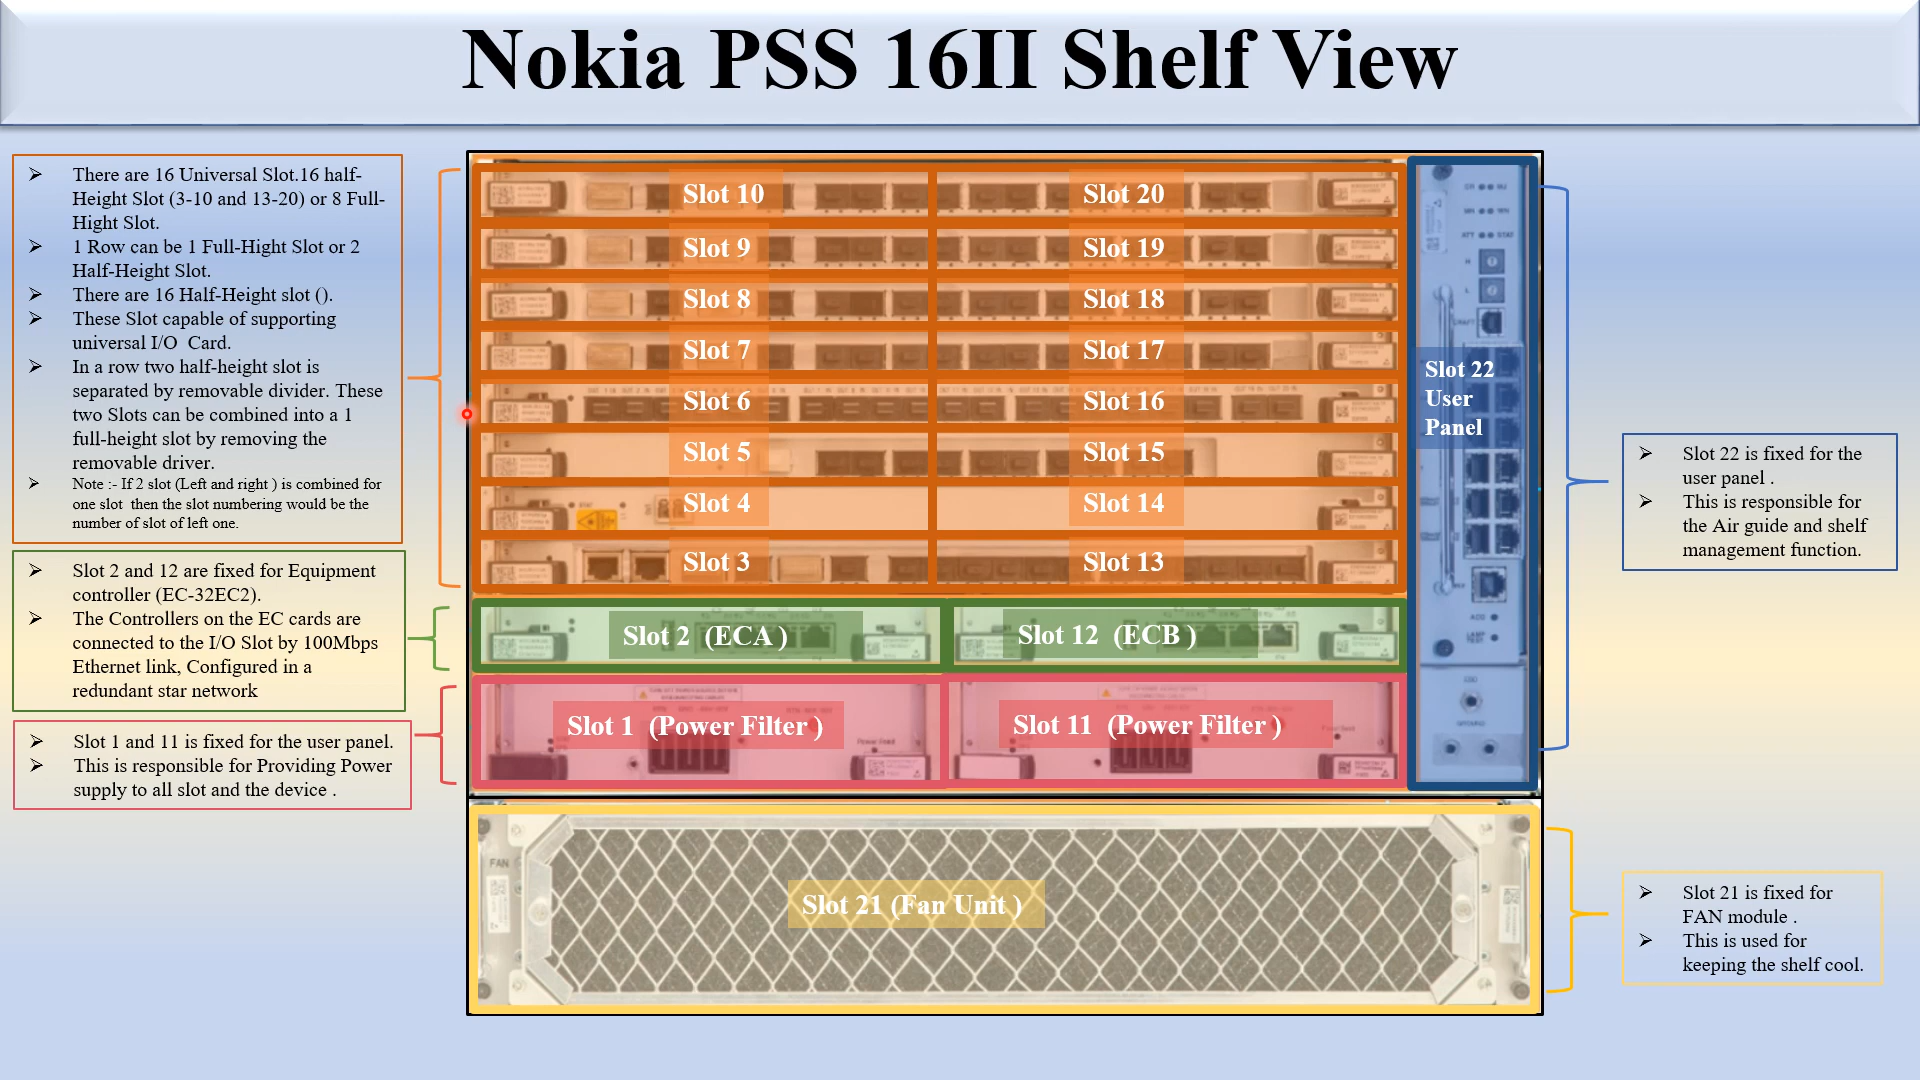 Nokia PSS 16II Shelf View
➢ There are 16 Universal Slot.16 half-
Height Slot (3-10 and 13-20) or 8 Full-
Hight Slot.
➢ 1 Row can be 1 Full-Hight Slot or 2
Half-Height Slot.
➢ There are 16 Half-Height slot ().
➢ These Slot capable of supporting
universal I/O Card.
➢ In a row two half-height slot is
separated by removable divider. These
two Slots can be combined into a 1
full-height slot by removing the
removable driver.
➢ Note :- If 2 slot (Left and right ) is combined for
one slot then the slot numbering would be the
number of slot of left one.
➢ Slot 2 and 12 are fixed for Equipment
controller (EC-32EC2).
➢ The Controllers on the EC cards are
connected to the I/O Slot by 100Mbps
Ethernet link, Configured in a
redundant star network
➢ Slot 1 and 11 is fixed for the user panel.
➢ This is responsible for Providing Power
supply to all slot and the device .
Slot 10 Slot 20
Slot 9 Slot 19
Slot 8 Slot 18
Slot 7 Slot 17
Slot 6 Slot 16
Slot 5 Slot 15
Slot 4 Slot 14
Slot 3 Slot 13
Slot 2 (ECA ) Slot 12 (ECB )
Slot 1 (Power Filter ) Slot 11 (Power Filter )
Slot 22
User
Panel
FAN
Slot 21 (Fan Unit )
➢ Slot 22 is fixed for the
user panel .
➢ This is responsible for
the Air guide and shelf
management function.
➢ Slot 21 is fixed for
FAN module .
➢ This is used for
keeping the shelf cool.